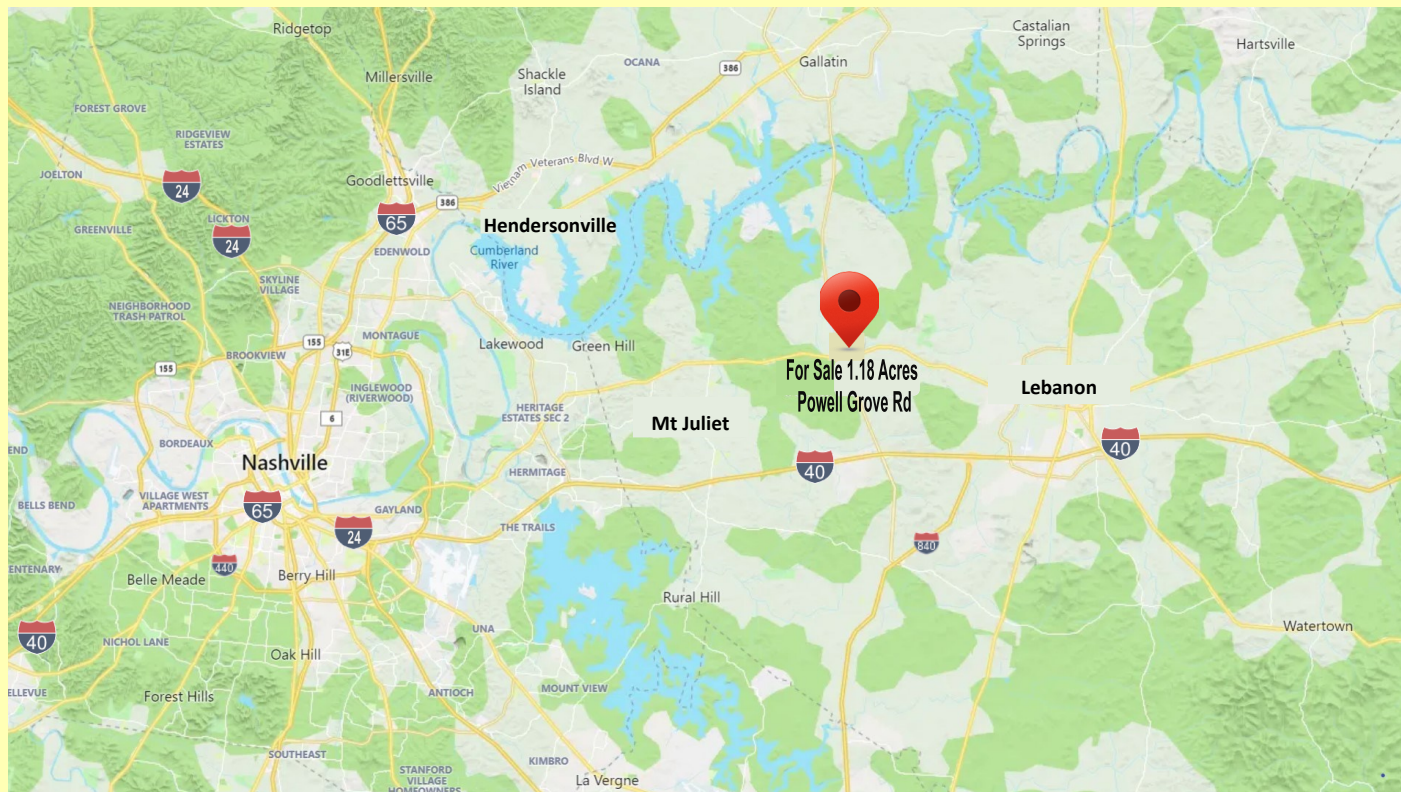 Ridgetop
Castalian
Springs
Hartsville
OCANA
Gallatin
386
Shackle
Island
Millersville
FOREST GROVE
RIDGEVIEW
ESTATES
JOELTON
24
Goodlettsville
Vietnam Veterans Blvd W
386
65
LICKTON
24
GREENVILLE
Hendersonville
EDENWOLD
Cumberland
River
SKYLINE
VILLAGE
NEIGHBORHOOD
TRASH PATROL
MONTAGUE
155
31E
Lakewood
Green Hill
BROOKVIEW
155
For Sale 1.18 Acres
Powell Grove Rd
Lebanon
INGLEWOOD
(RIVERWOOD)
6
HERITAGE
ESTATES SEC 2
Mt Juliet
BORDEAUX
END
Nashville
40
40
HERMITAGE
VILLAGE WEST
APARTMENTS
BELLS BEND
65
GAYLAND
24
THE TRAILS
840
440
ENTENARY
Belle Meade
Berry Hill
Rural Hill
Watertown
UNA
40
NICHOL LANE
Oak Hill
ELLEVUE
Forest Hills
ANTIOCH
MOUNT VIEW
SOUTHEAST
KIMBRO
STANFORD
VILLAGE
HOMEOWNERS
La Vergne